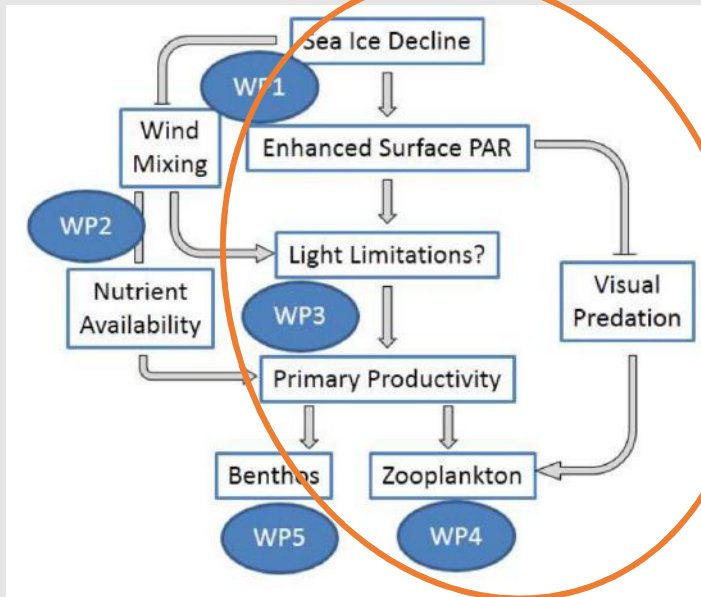 Sea Ice Decline
WP1
Wind
Mixing
Enhanced Surface PAR
WP2
Light Limitations?
Nutrient
Availability
WP3
Visual
Predation
Primary Productivity
Benthos
Zooplankton
WP5
WP4